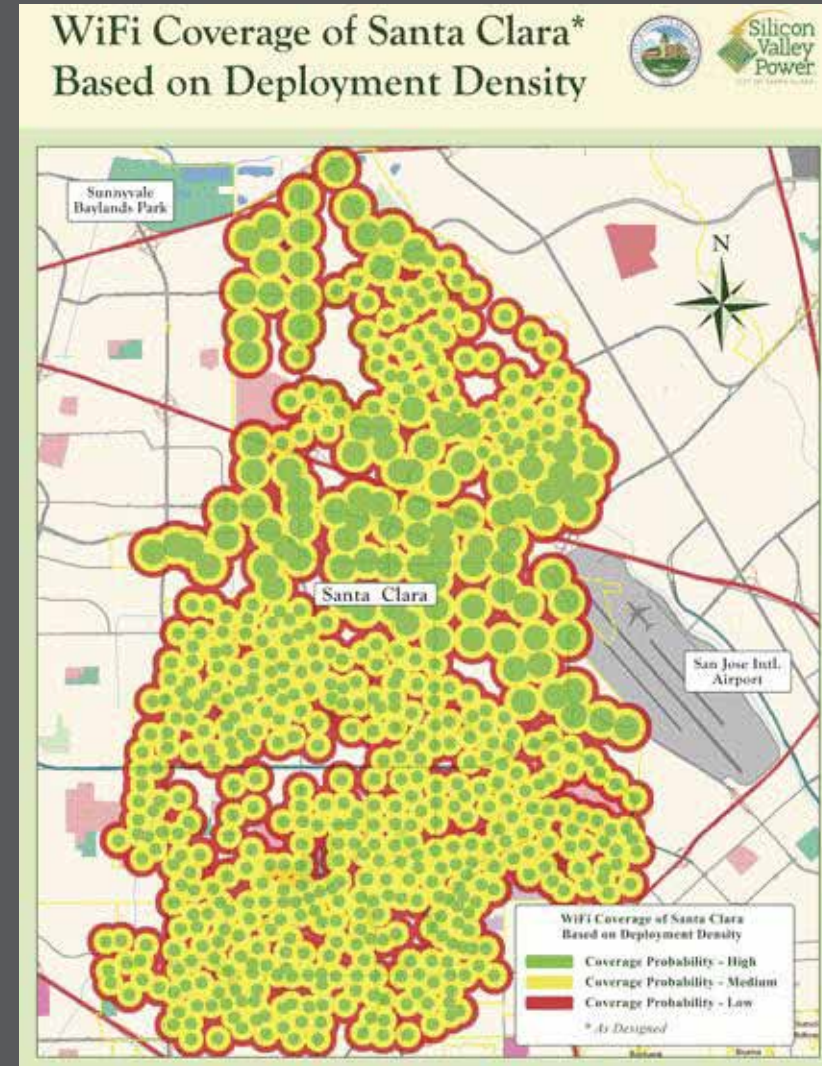 WiFi Coverage of Santa Clara*
Based on Deployment Density
Silicon
Valley
Power
Sunnyvale
Baylands Park
N
Santa Clara
San Jose Intl.
Airport
WiFi Coverage of Santa Clara
Based on Deployment Density
Coverage Probability - High
Coverage Probability - Medium
Coverage Probability - Low
* As Designed